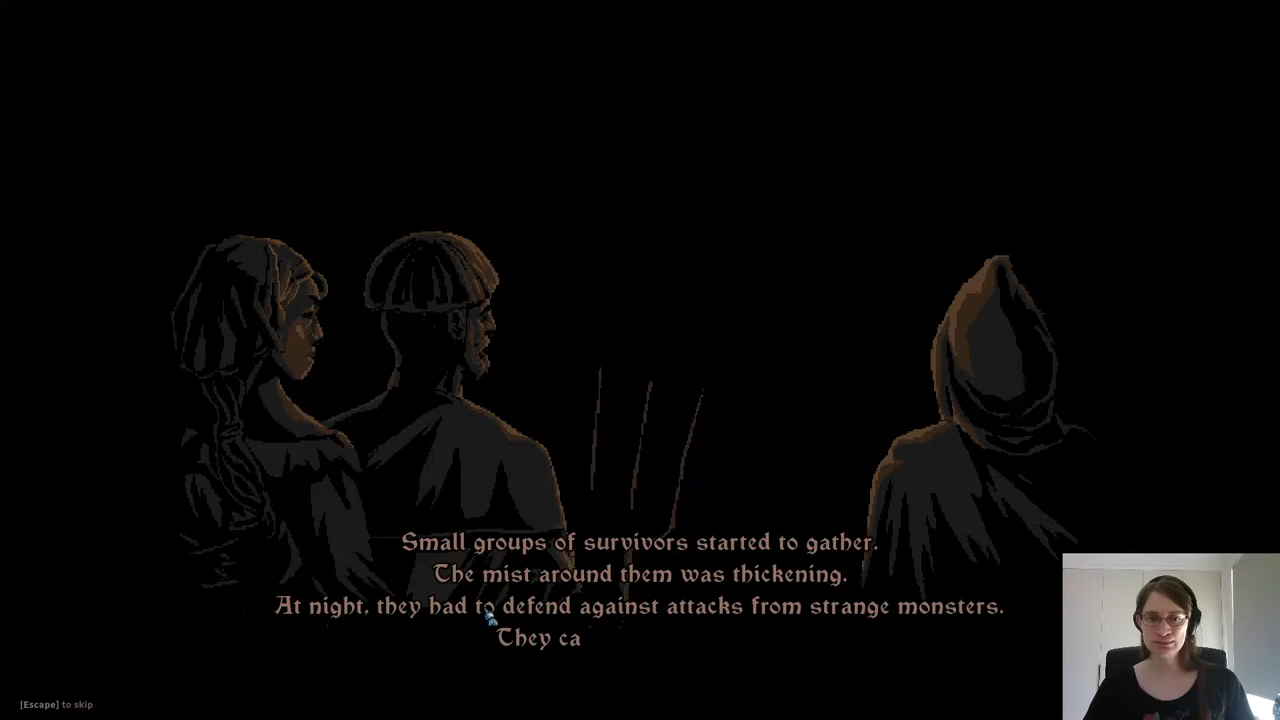 Small groups of survivors started to gather.
The mist around them was thickening.
At night, they had to defend against attacks from strange monsters.
They ca
[Escape] to skip